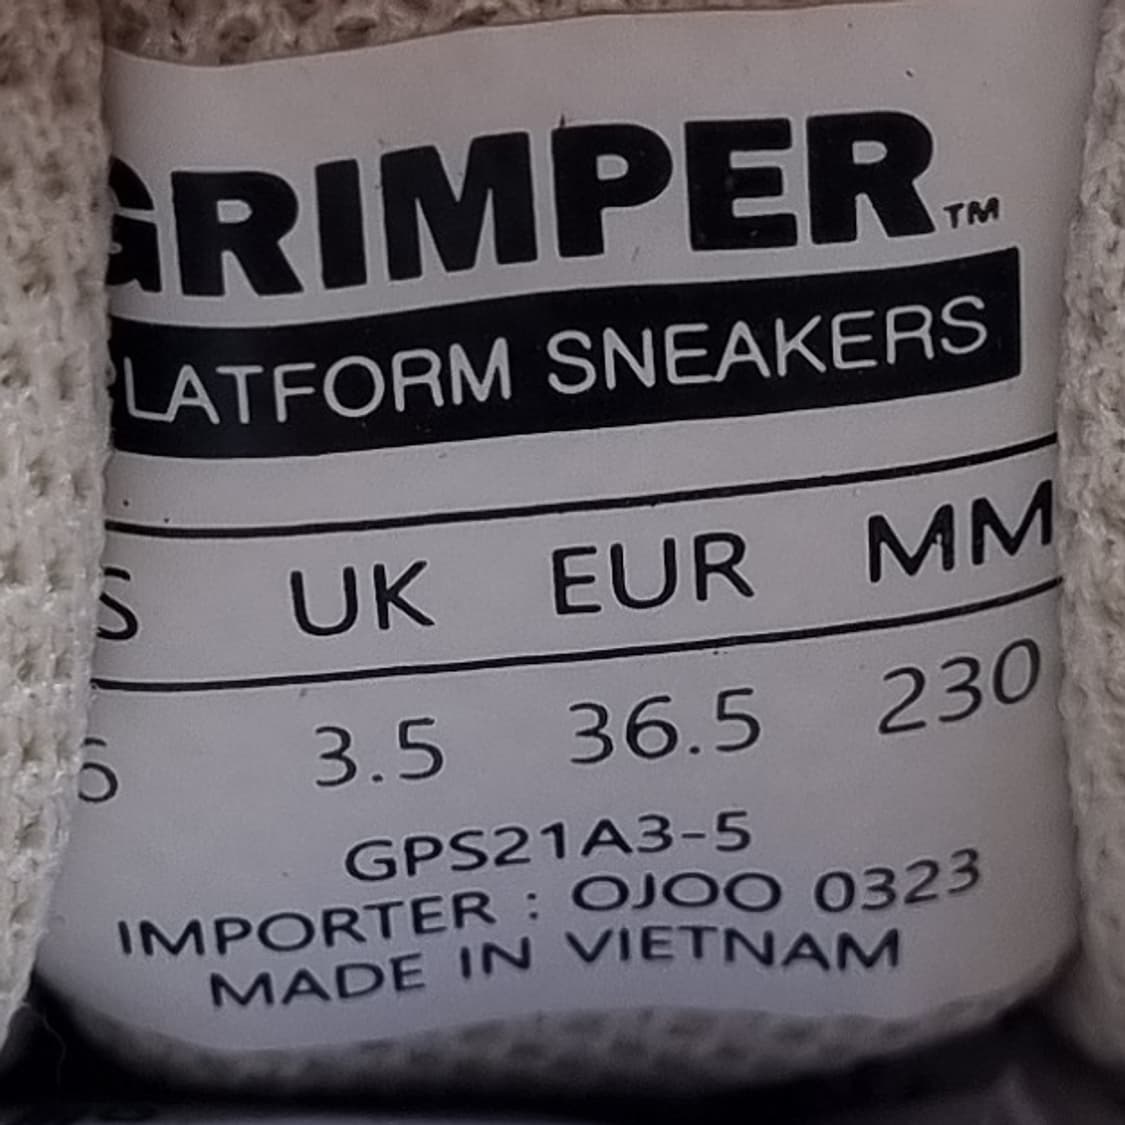 GRIMPER™
PLATFORM SNEAKERS
S UK EUR MM
6 3.5 36.5 230
GPS21A3-5
IMPORTER : OJOO 0323
MADE IN VIETNAM